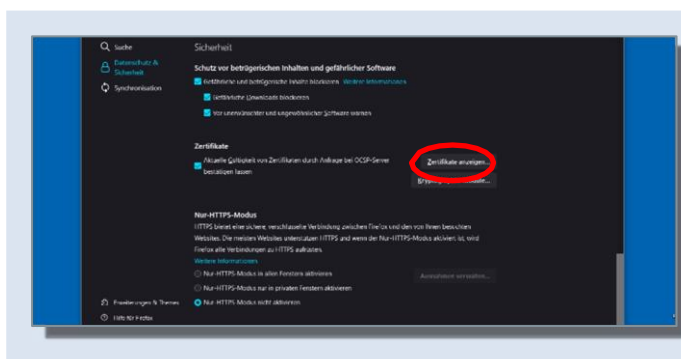 Suche
Datenschutz &
Sicherheit
Synchronisation
Sicherheit
Schutz vor betrügerischen Inhalten und gefährlicher Software
Gefährliche und betrügerische Inhalte blockieren Weitere Informationen
Gefährliche Downloads blockieren
Vor unerwünschter und ungewöhnlicher Software warnen
Zertifikate
Aktuelle Gültigkeit von Zertifikaten durch Anfrage bei OCSP-Server
bestätigen lassen
Zertifikate anzeigen...
Nur-HTTPS-Modus
HTTPS bietet eine sichere, verschlüsselte Verbindung zwischen Firefox und den von Ihnen besuchten
Websites. Die meisten Websites unterstützen HTTPS und wenn der Nur-HTTPS-Modus aktiviert ist, wird
Firefox alle Verbindungen zu HTTPS aufrüsten.
Weitere Informationen
Nur-HTTPS-Modus in allen Fenstern aktivieren
Ausnahmen verwalten...
Nur-HTTPS-Modus nur in privaten Fenstern aktivieren
Nur-HTTPS-Modus nicht aktivieren
Erweiterungen & Themes
Hilfe für Firefox